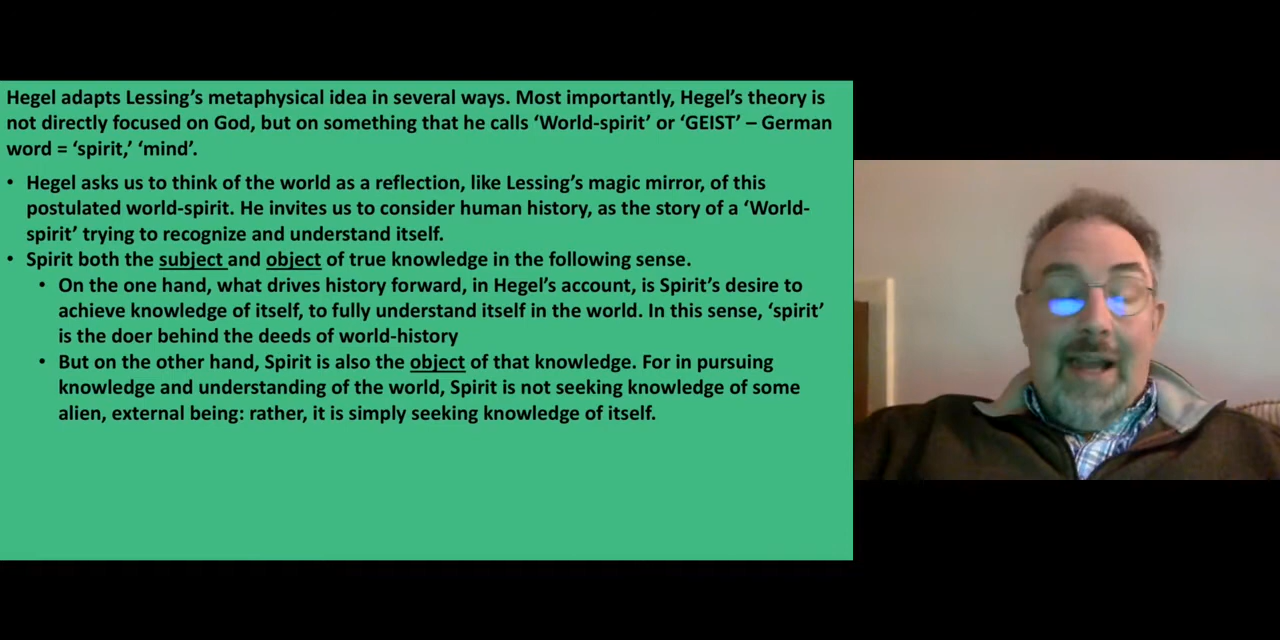 Hegel adapts Lessing's metaphysical idea in several ways. Most importantly, Hegel's theory is
not directly focused on God, but on something that he calls 'World-spirit' or 'GEIST' – German
word = 'spirit,' 'mind'.
• Hegel asks us to think of the world as a reflection, like Lessing's magic mirror, of this
postulated world-spirit. He invites us to consider human history, as the story of a 'World-
spirit' trying to recognize and understand itself.
• Spirit both the subject and object of true knowledge in the following sense.
• On the one hand, what drives history forward, in Hegel's account, is Spirit's desire to
achieve knowledge of itself, to fully understand itself in the world. In this sense, 'spirit'
is the doer behind the deeds of world-history
• But on the other hand, Spirit is also the object of that knowledge. For in pursuing
knowledge and understanding of the world, Spirit is not seeking knowledge of some
alien, external being: rather, it is simply seeking knowledge of itself.